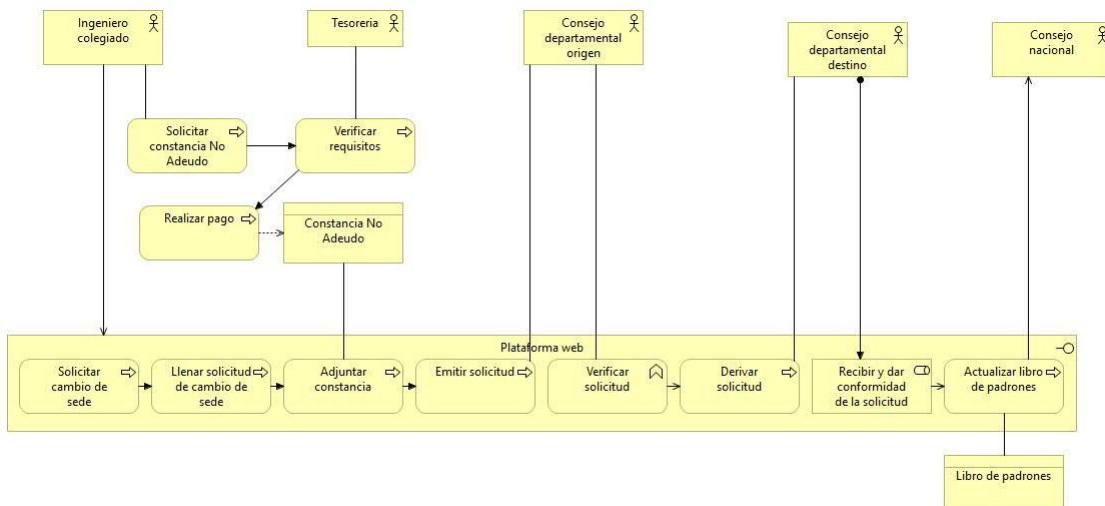 Ingeniero
colegiado
Tesoreria
Consejo
departamental
origen
Consejo
departamental
destino
Consejo
nacional
Solicitar
constancia No
Adeudo
Verificar
requisitos
Realizar pago
Constancia No
Adeudo
Plataforma web
Solicitar
cambio de
sede
Llenar solicitud
de cambio de
sede
Adjuntar
constancia
Emitir solicitud
Verificar
solicitud
Derivar
solicitud
Recibir y dar
conformidad
de la solicitud
Actualizar libro
de padrones
Libro de padrones